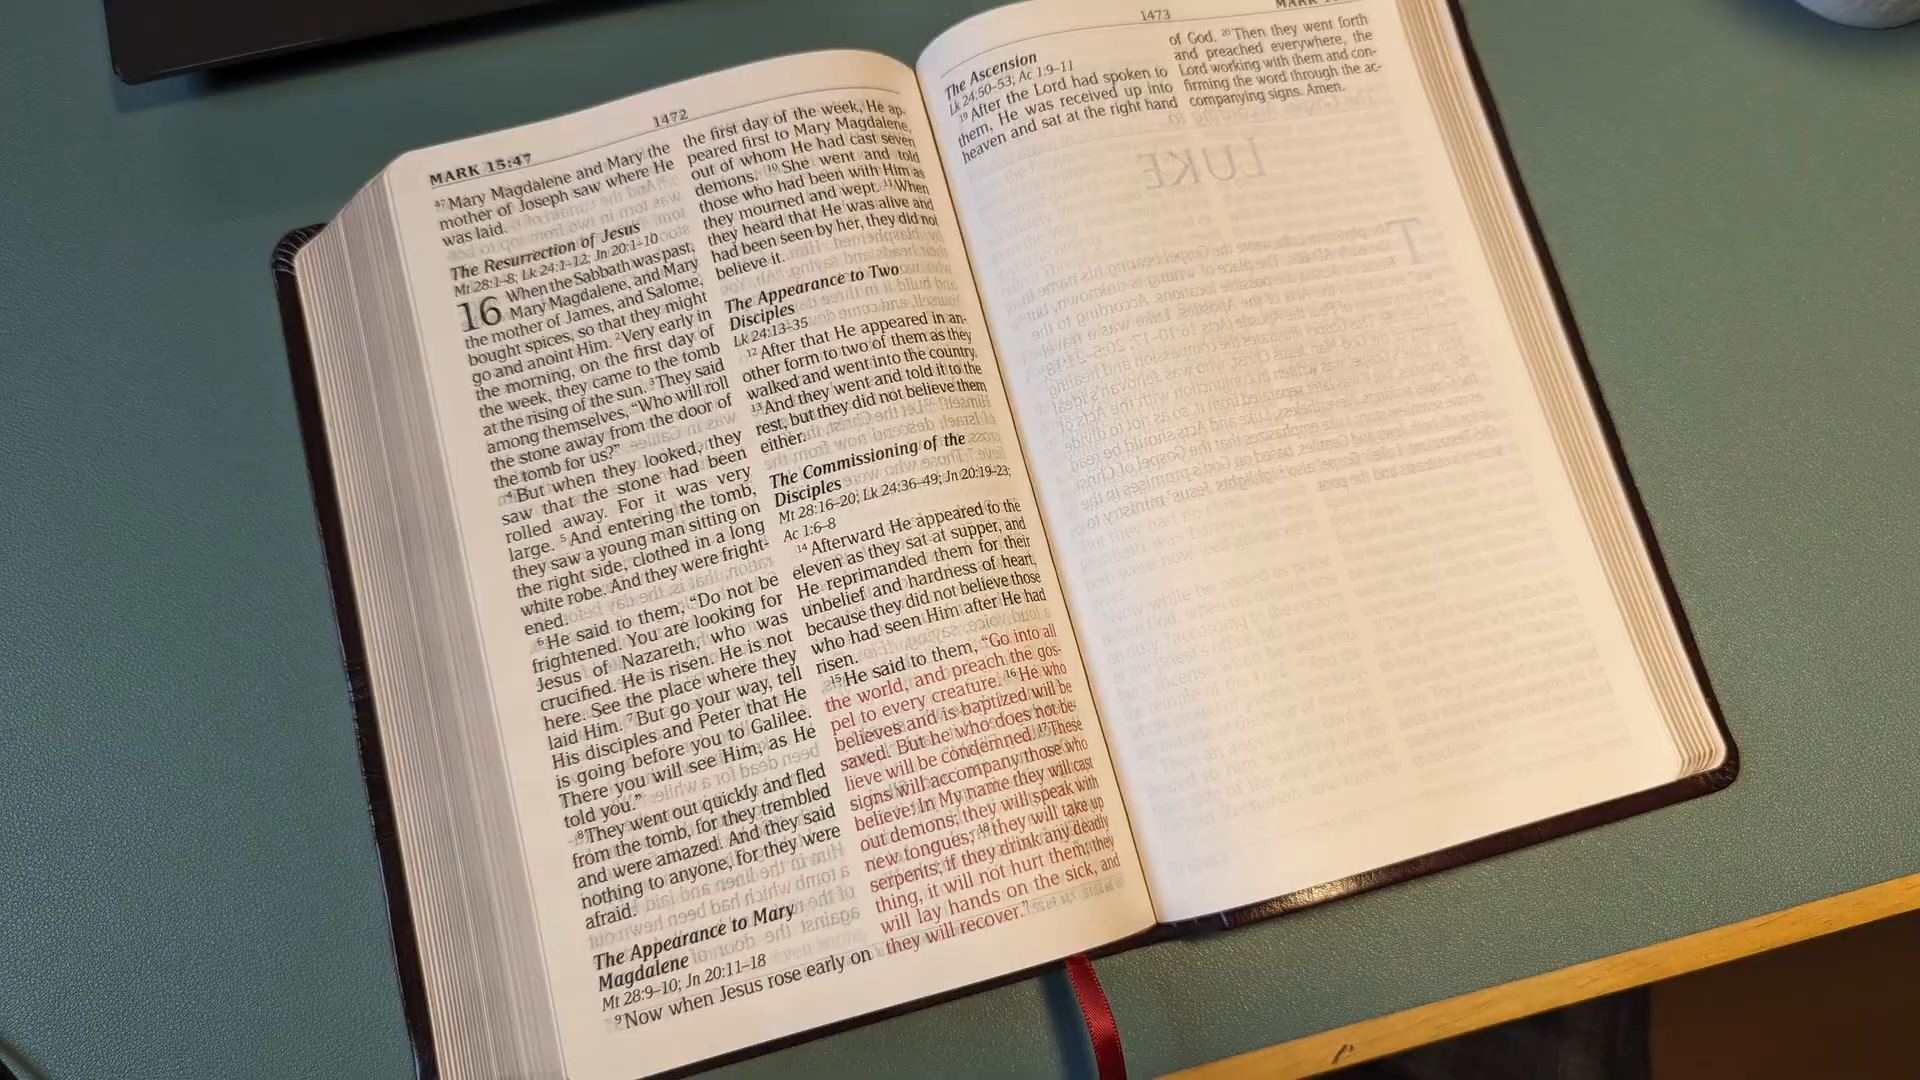 1472
MARK 15:47
⁴⁷Mary Magdalene and Mary the
mother of Joseph saw where He
was laid.
The Resurrection of Jesus
Mt 28:1–8; Lk 24:1–12; Jn 20:1–10
16 When the Sabbath was past,
Mary Magdalene, and Mary
the mother of James, and Salome,
bought spices, so that they might
go and anoint Him. ²Very early in
the morning, on the first day of
the week, they came to the tomb
at the rising of the sun. ³They said
among themselves, “Who will roll
the stone away from the door of
the tomb for us?”
⁴But when they looked, they
saw that the stone had been
rolled away. For it was very
large. ⁵And entering the tomb,
they saw a young man sitting on
the right side, clothed in a long
white robe. And they were fright-
ened.
⁶He said to them, “Do not be
frightened. You are looking for
Jesus of Nazareth, who was
crucified. He is risen. He is not
here. See the place where they
laid Him. ⁷But go your way, tell
His disciples and Peter that He
is going before you to Galilee.
There you will see Him, as He
told you.”
⁸They went out quickly and fled
from the tomb, for they trembled
and were amazed. And they said
nothing to anyone, for they were
afraid.
The Appearance to Mary
Magdalene
Mt 28:9–10; Jn 20:11–18
⁹Now when Jesus rose early on
the first day of the week, He ap-
peared first to Mary Magdalene,
out of whom He had cast seven
demons. ¹⁰She went and told
those who had been with Him as
they mourned and wept. ¹¹When
they heard that He was alive and
had been seen by her, they did not
believe it.
The Appearance to Two
Disciples
Lk 24:13–35
¹²After that He appeared in an-
other form to two of them as they
walked and went into the country.
¹³And they went and told it to the
rest, but they did not believe them
either.
The Commissioning of the
Disciples
Mt 28:16–20; Lk 24:36–49; Jn 20:19–23;
Ac 1:6–8
¹⁴Afterward He appeared to the
eleven as they sat at supper, and
He reprimanded them for their
unbelief and hardness of heart,
because they did not believe those
who had seen Him after He had
risen.
¹⁵He said to them, “Go into all
the world, and preach the gos-
pel to every creature. ¹⁶He who
believes and is baptized will be
saved. But he who does not be-
lieve will be condemned. ¹⁷These
signs will accompany those who
believe: In My name they will cast
out demons; they will speak with
new tongues; ¹⁸they will take up
serpents; if they drink any deadly
thing, it will not hurt them; they
will lay hands on the sick, and
they will recover.”
1473
MARK
The Ascension
Lk 24:50–53; Ac 1:9–11
¹⁹After the Lord had spoken to
them, He was received up into
heaven and sat at the right hand
of God. ²⁰Then they went forth
and preached everywhere, the
Lord working with them and con-
firming the word through the ac-
companying signs. Amen.
LUKE